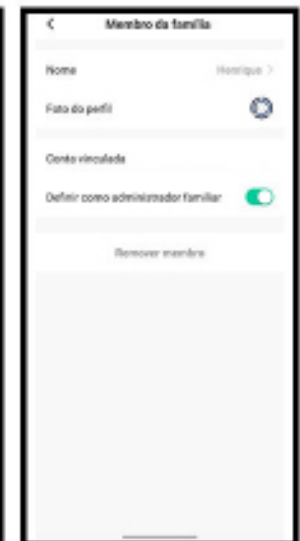 Membro da família
Nome Henrique >
Foto do perfil
Conta vinculada
Definir como administrador familiar
Remover membro